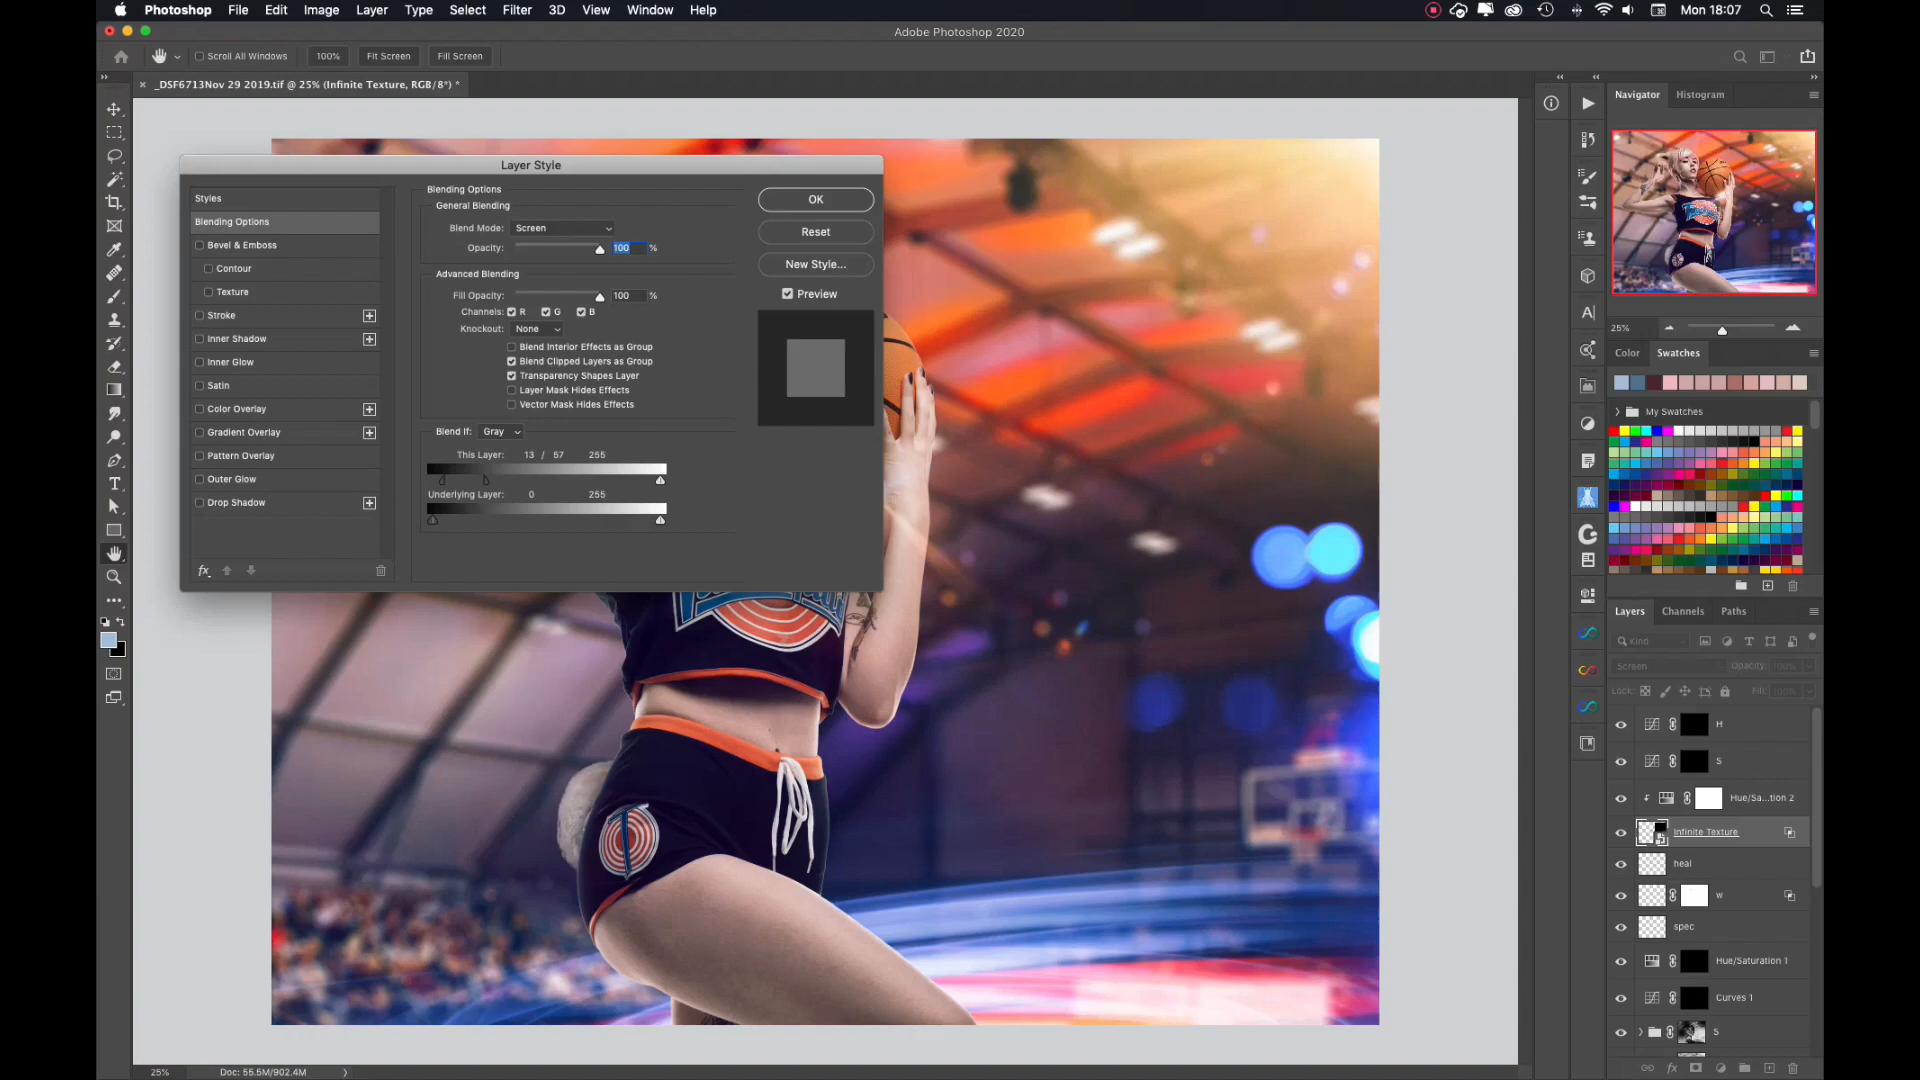 Photoshop File Edit Image Layer Type Select Filter 3D View Window Help
Mon 18:07
Adobe Photoshop 2020
Scroll All Windows 100% Fit Screen Fill Screen
× _DSF6713Nov 29 2019.tif @ 25% (Infinite Texture, RGB/8*) *
Layer Style
Styles
Blending Options
Bevel & Emboss
Contour
Texture
Stroke
Inner Shadow
Inner Glow
Satin
Color Overlay
Gradient Overlay
Pattern Overlay
Outer Glow
Drop Shadow
fx
Blending Options
General Blending
Blend Mode: Screen
Opacity: 100 %
Advanced Blending
Fill Opacity: 100 %
Channels: R G B
Knockout: None
Blend Interior Effects as Group
Blend Clipped Layers as Group
Transparency Shapes Layer
Layer Mask Hides Effects
Vector Mask Hides Effects
Blend If: Gray
This Layer: 13 / 57 255
Underlying Layer: 0 255
OK
Reset
New Style...
Preview
Navigator Histogram
25%
Color Swatches
My Swatches
Layers Channels Paths
Kind
Screen Opacity: 100%
Lock: Fill: 100%
H
S
Hue/Sa...tion 2
Infinite Texture
heal
w
spec
Hue/Saturation 1
Curves 1
S
fx
25% Doc: 55.5M/902.4M